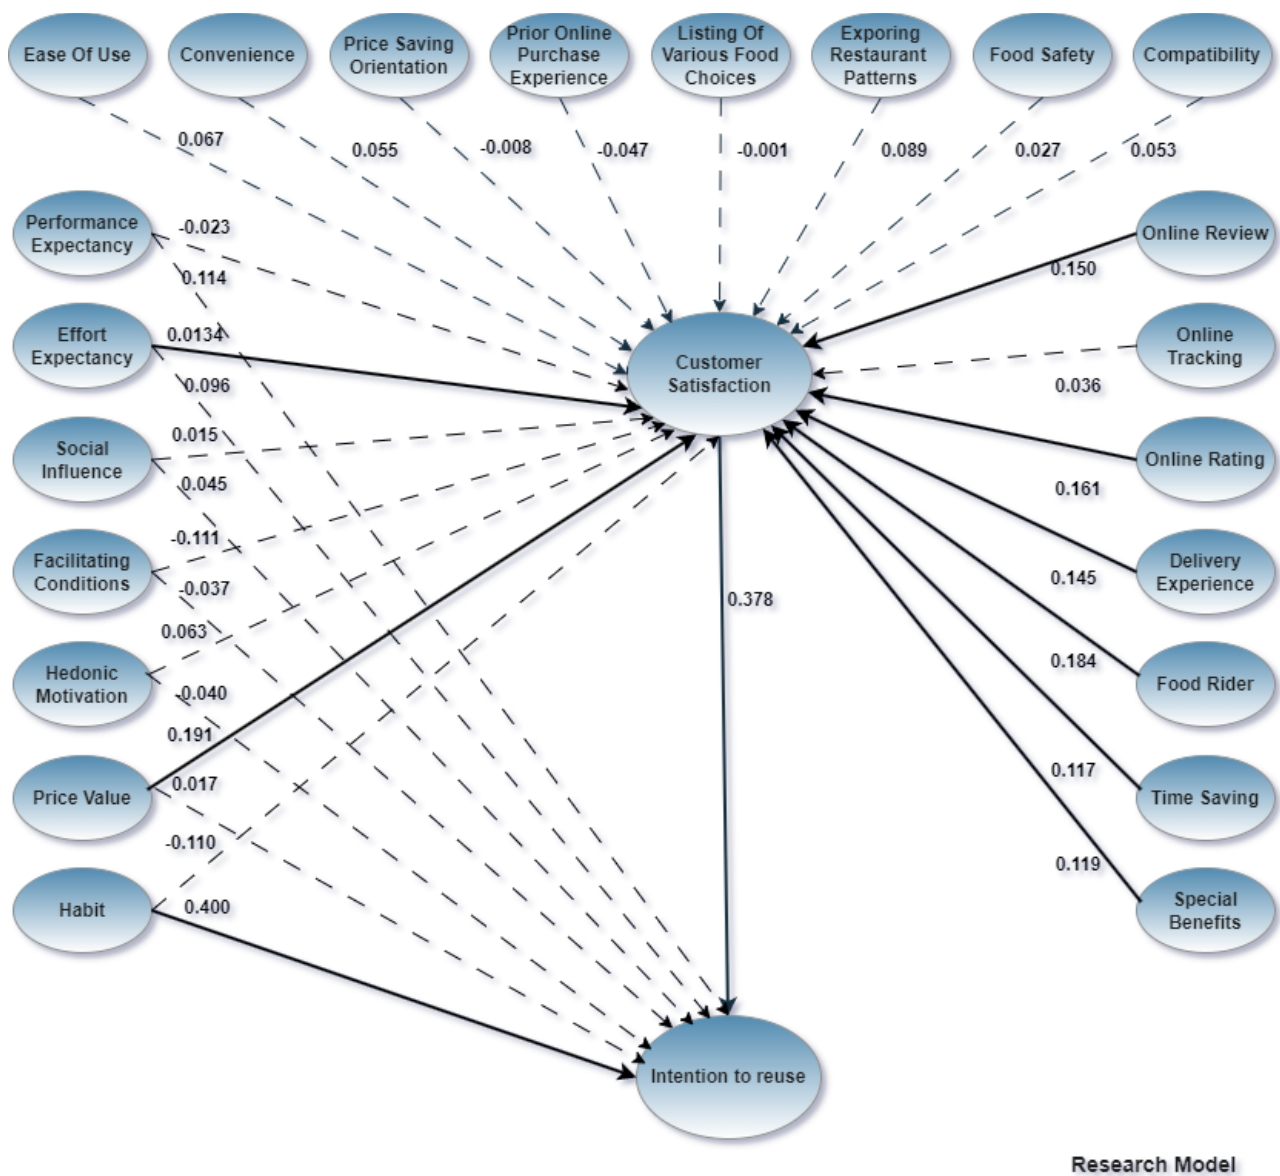 Ease Of Use
Convenience
Price Saving
Orientation
Prior Online
Purchase
Experience
Listing Of
Various Food
Choices
Exporing
Restaurant
Patterns
Food Safety
Compatibility
0.067
0.055
-0.008
-0.047
-0.001
0.089
0.027
0.053
Performance
Expectancy
-0.023
0.114
Online Review
0.150
Effort
Expectancy
0.0134
0.096
Customer
Satisfaction
Online
Tracking
0.036
Social
Influence
0.015
-0.045
Online Rating
0.161
Facilitating
Conditions
-0.111
-0.037
0.378
Delivery
Experience
0.145
Hedonic
Motivation
0.063
-0.040
Food Rider
0.184
Price Value
0.191
0.017
Time Saving
0.117
Habit
-0.110
0.400
Special
Benefits
0.119
Intention to reuse
Research Model